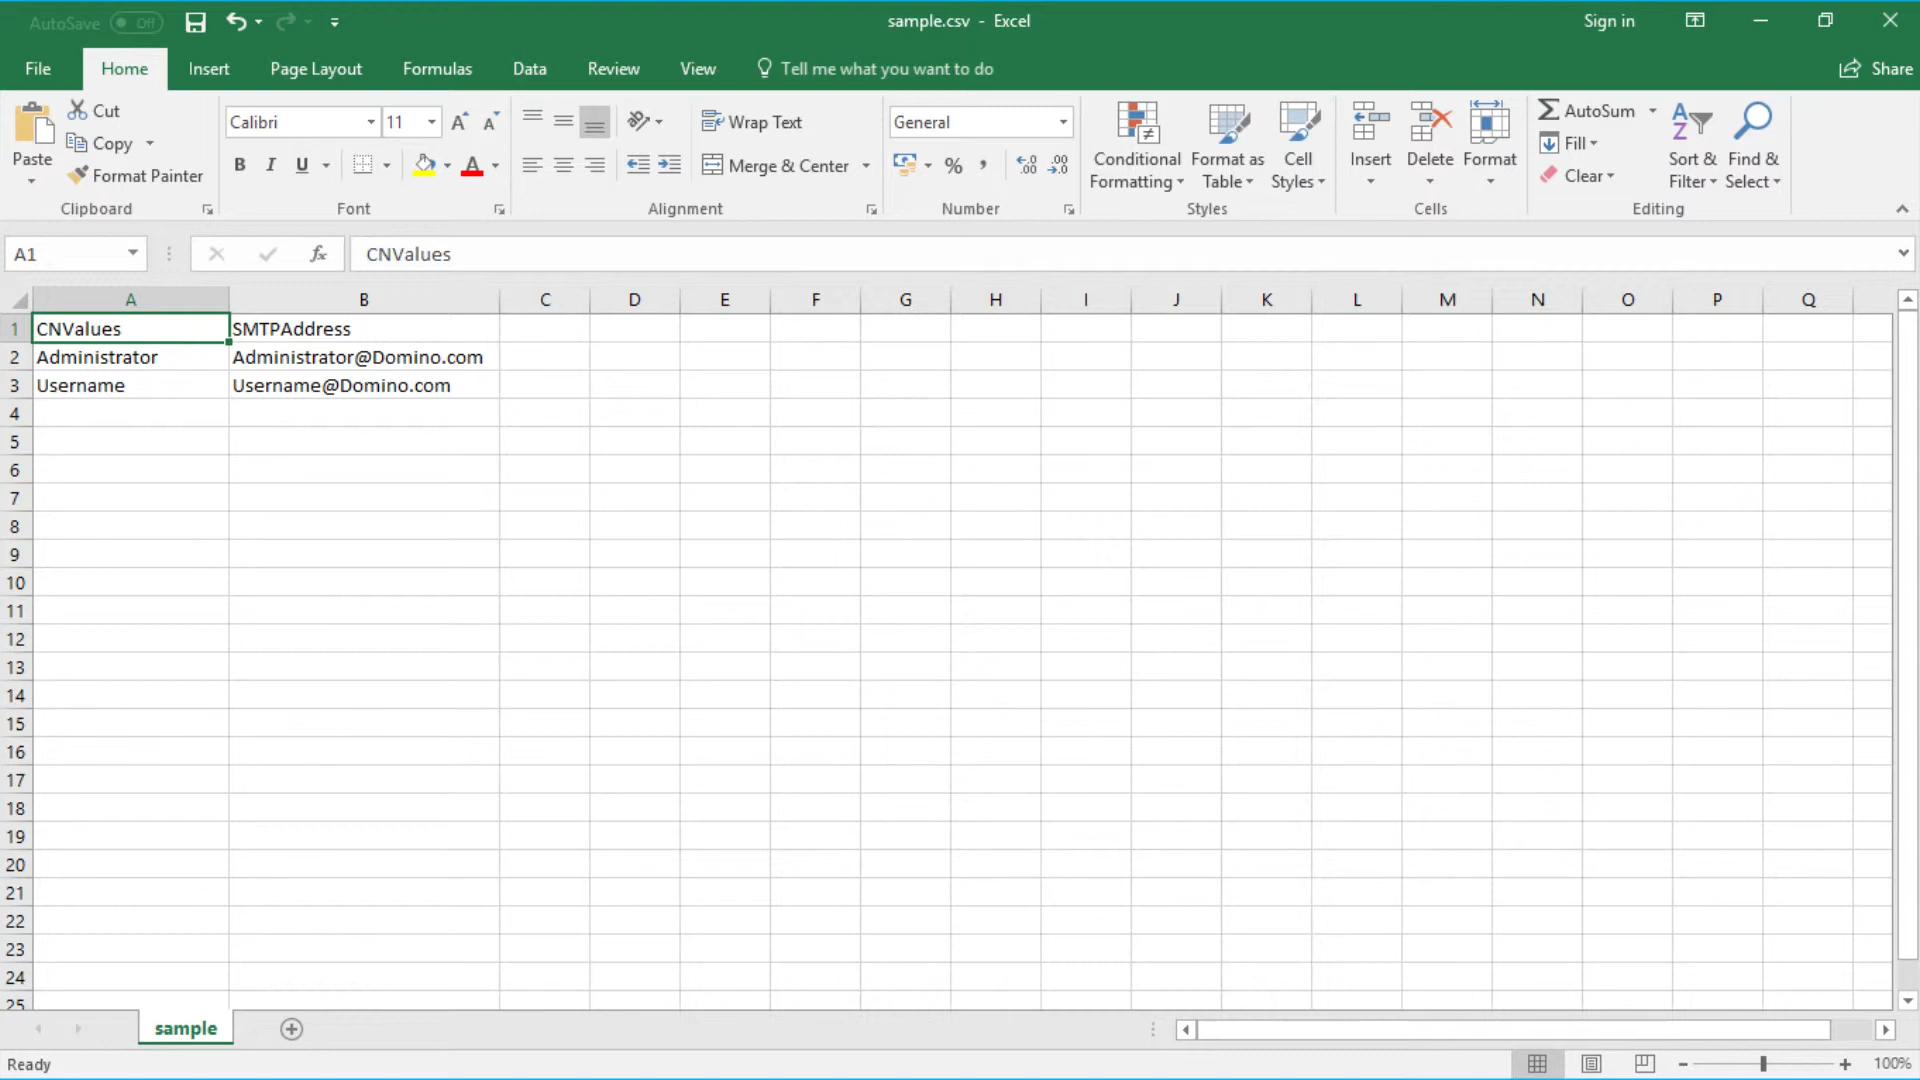 AutoSave Off
sample.csv - Excel
Sign in
File Home Insert Page Layout Formulas Data Review View Tell me what you want to do Share
Paste
Cut
Copy
Format Painter
Clipboard
Calibri 11
B I U A
Font
Wrap Text
Merge & Center
Alignment
General
% ,
.00
.00
Number
Conditional Formatting
Format as Table
Cell Styles
Styles
Insert
Delete
Format
Cells
AutoSum
Fill
Clear
Sort & Filter
Find & Select
Editing
A1 fx CNValues
A B C D E F G H I J K L M N O P Q
1 CNValues SMTPAddress
2 Administrator Administrator@Domino.com
3 Username Username@Domino.com
4
5
6
7
8
9
10
11
12
13
14
15
16
17
18
19
20
21
22
23
24
25
sample
Ready
100%